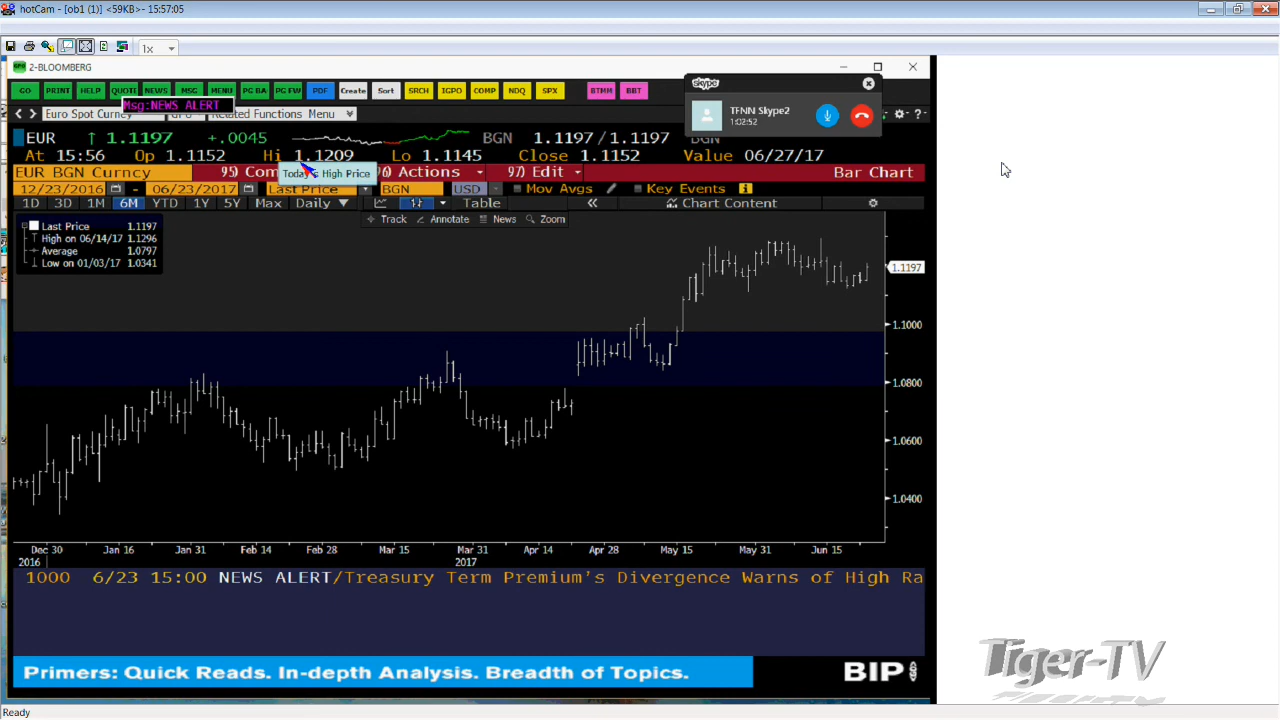 hotCam - [ob1 (1)] <59KB>- 15:57:05
1x
2-BLOOMBERG
GO PRINT HELP QUOTE NEWS MSG MENU PG BA PG FW PDF Create Sort SRCH IGPO COMP NDQ SPX BTMM BBT
skype
TFNN Skype2
1:02:52
Msg:NEWS ALERT
Euro Spot Curncy Related Functions Menu
EUR ↑ 1.1197 +.0045 BGN 1.1197/1.1197 BGN
At 15:56 Op 1.1152 Hi 1.1209 Lo 1.1145 Close 1.1152 Value 06/27/17
EUR BGN Curncy 95) Com Actions 97) Edit Bar Chart
Today's High Price
12/23/2016 - 06/23/2017 Last Price BGN USD Mov Avgs Key Events
1D 3D 1M 6M YTD 1Y 5Y Max Daily ▼ Table « Chart Content
Track Annotate News Zoom
Last Price 1.1197
High on 06/14/17 1.1296
Average 1.0797
Low on 01/03/17 1.0341
1.1197
1.1000
1.0800
1.0600
1.0400
Dec 30 Jan 16 Jan 31 Feb 14 Feb 28 Mar 15 Mar 31 Apr 14 Apr 28 May 15 May 31 Jun 15
2016 2017
1000 6/23 15:00 NEWS ALERT/Treasury Term Premium's Divergence Warns of High Ra
Primers: Quick Reads. In-depth Analysis. Breadth of Topics.
BIP
Tiger-TV
Ready